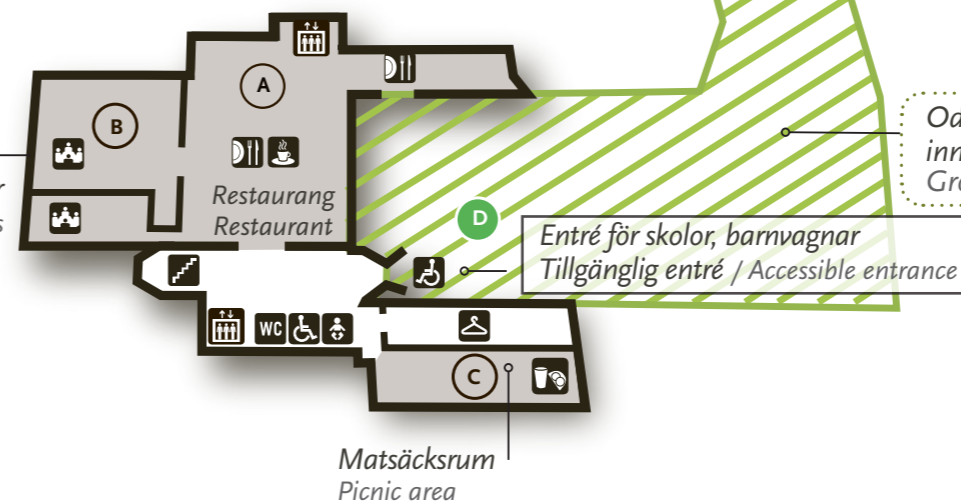 A
B
Restaurang
Restaurant
D
Entré för skolor, barnvagnar
Tillgänglig entré / Accessible entrance
WC
C
Matsäcksrum
Picnic area